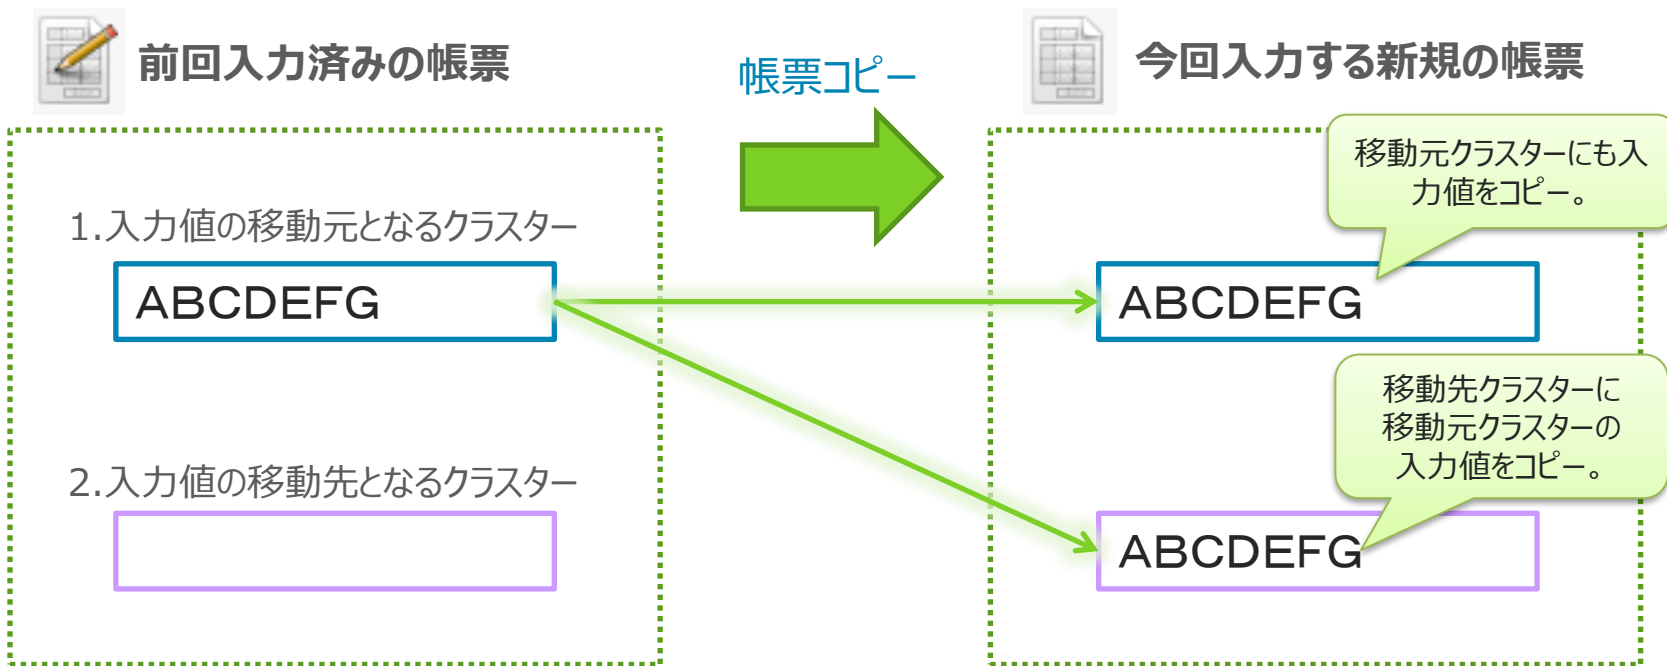 前回入力済みの帳票
帳票コピー
今回入力する新規の帳票
1.入力値の移動元となるクラスター
ABCDEFG
2.入力値の移動先となるクラスター
移動元クラスターにも入
力値をコピー。
ABCDEFG
移動先クラスターに
移動元クラスターの
入力値をコピー。
ABCDEFG